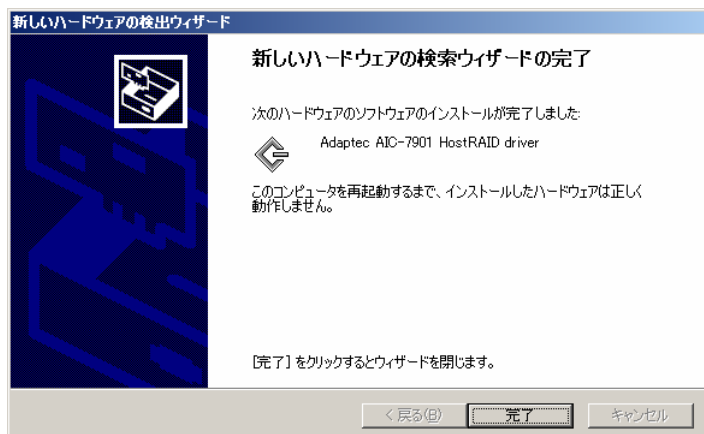 新しいハードウェアの検出ウィザード
新しいハードウェアの検索ウィザードの完了
次のハードウェアのソフトウェアのインストールが完了しました:
Adaptec AIC-7901 HostRAID driver
このコンピュータを再起動するまで、インストールしたハードウェアは正しく
動作しません。
[完了] をクリックするとウィザードを閉じます。
< 戻る(B)
完了
キャンセル